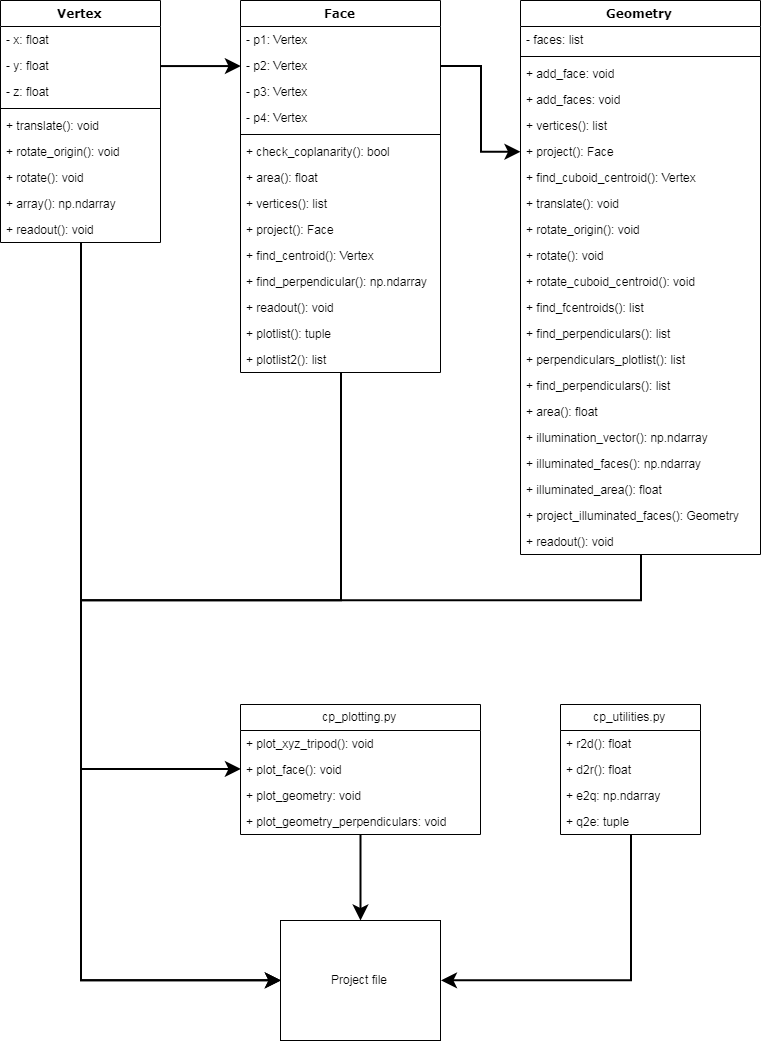 Vertex
- x: float
- y: float
- z: float
+ translate(): void
+ rotate_origin(): void
+ rotate(): void
+ array(): np.ndarray
+ readout(): void
Face
- p1: Vertex
- p2: Vertex
- p3: Vertex
- p4: Vertex
+ check_coplanarity(): bool
+ area(): float
+ vertices(): list
+ project(): Face
+ find_centroid(): Vertex
+ find_perpendicular(): np.ndarray
+ readout(): void
+ plotlist(): tuple
+ plotlist2(): list
Geometry
- faces: list
+ add_face: void
+ add_faces: void
+ vertices(): list
+ project(): Face
+ find_cuboid_centroid(): Vertex
+ translate(): void
+ rotate_origin(): void
+ rotate(): void
+ rotate_cuboid_centroid(): void
+ find_fcentroids(): list
+ find_perpendiculars(): list
+ perpendiculars_plotlist(): list
+ find_perpendiculars(): list
+ area(): float
+ illumination_vector(): np.ndarray
+ illuminated_faces(): np.ndarray
+ illuminated_area(): float
+ project_illuminated_faces(): Geometry
+ readout(): void
cp_plotting.py
+ plot_xyz_tripod(): void
+ plot_face(): void
+ plot_geometry: void
+ plot_geometry_perpendiculars: void
cp_utilities.py
+ r2d(): float
+ d2r(): float
+ e2q: np.ndarray
+ q2e: tuple
Project file